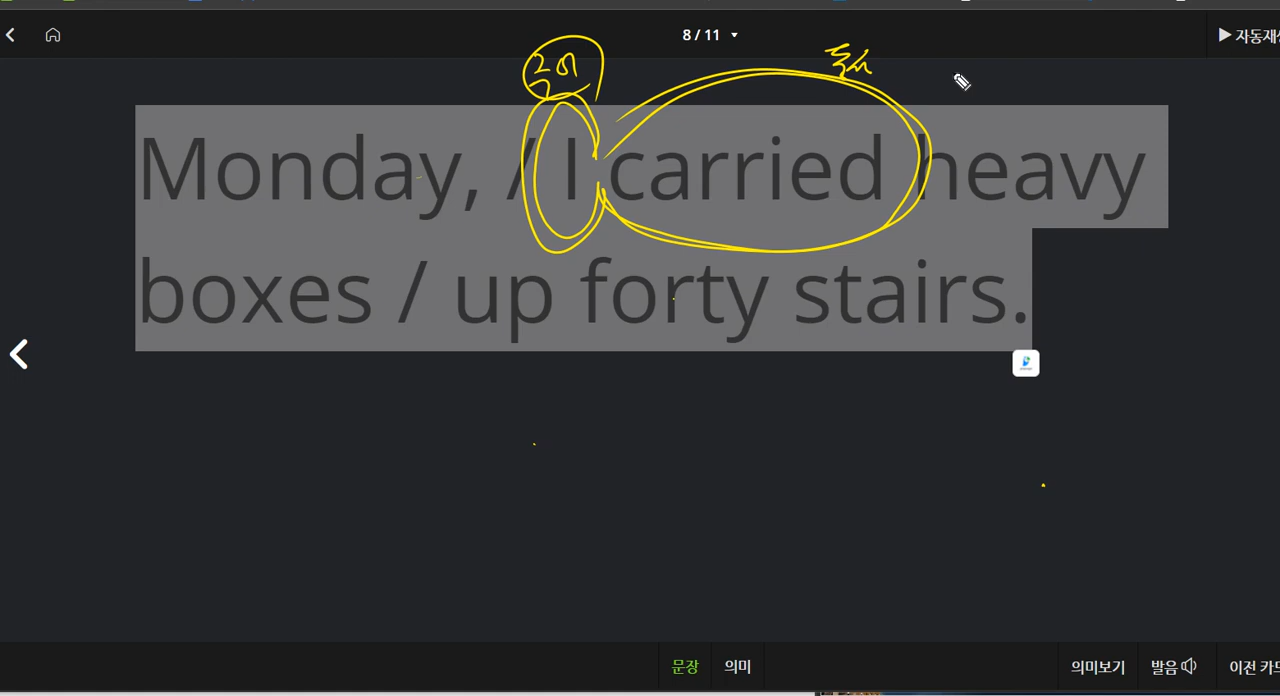 8 / 11
▶ 자동재생
주어
동사
Monday, / I carried heavy
boxes / up forty stairs.
문장 의미 의미보기 발음 이전